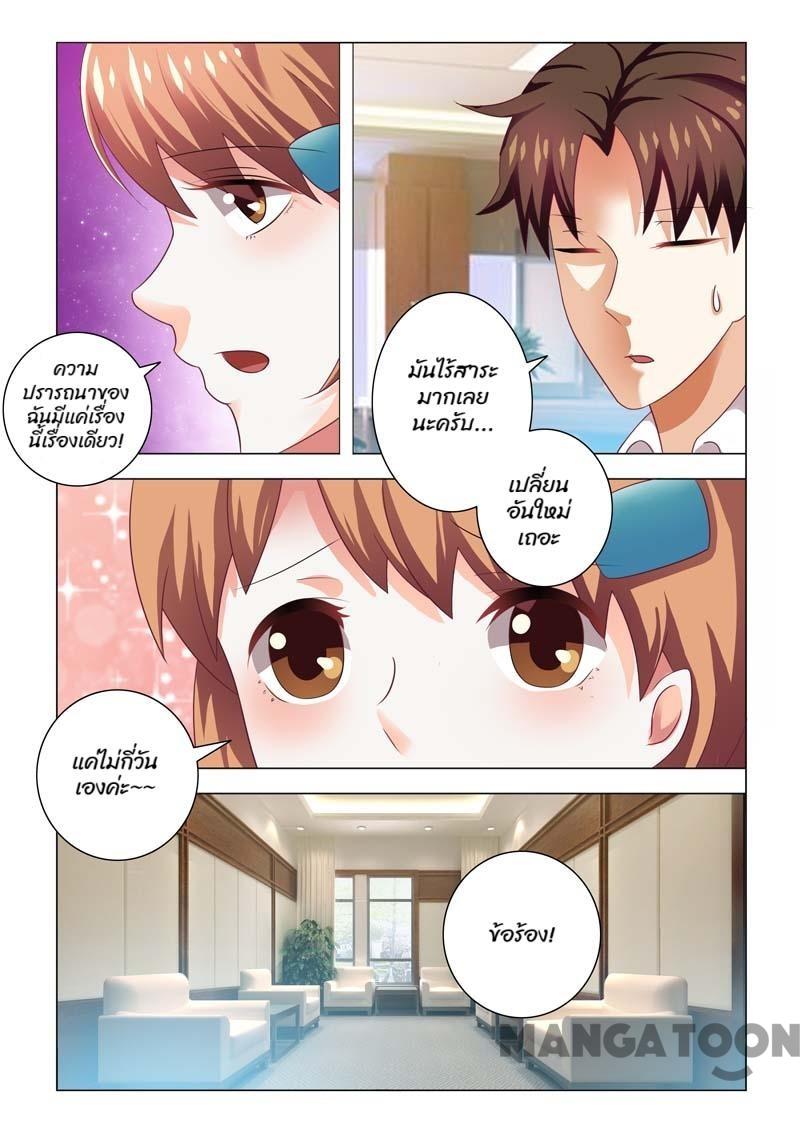 ความ
ปรารถนาของ
ฉันมีแค่เรื่อง
นี้เรื่องเดียว!
มันไร้สาระ
มากเลย
นะครับ...
เปลี่ยน
อันใหม่
เถอะ
แค่ไม่กี่วัน
เองค่ะ~~
ข้อร้อง!
MANGATOON